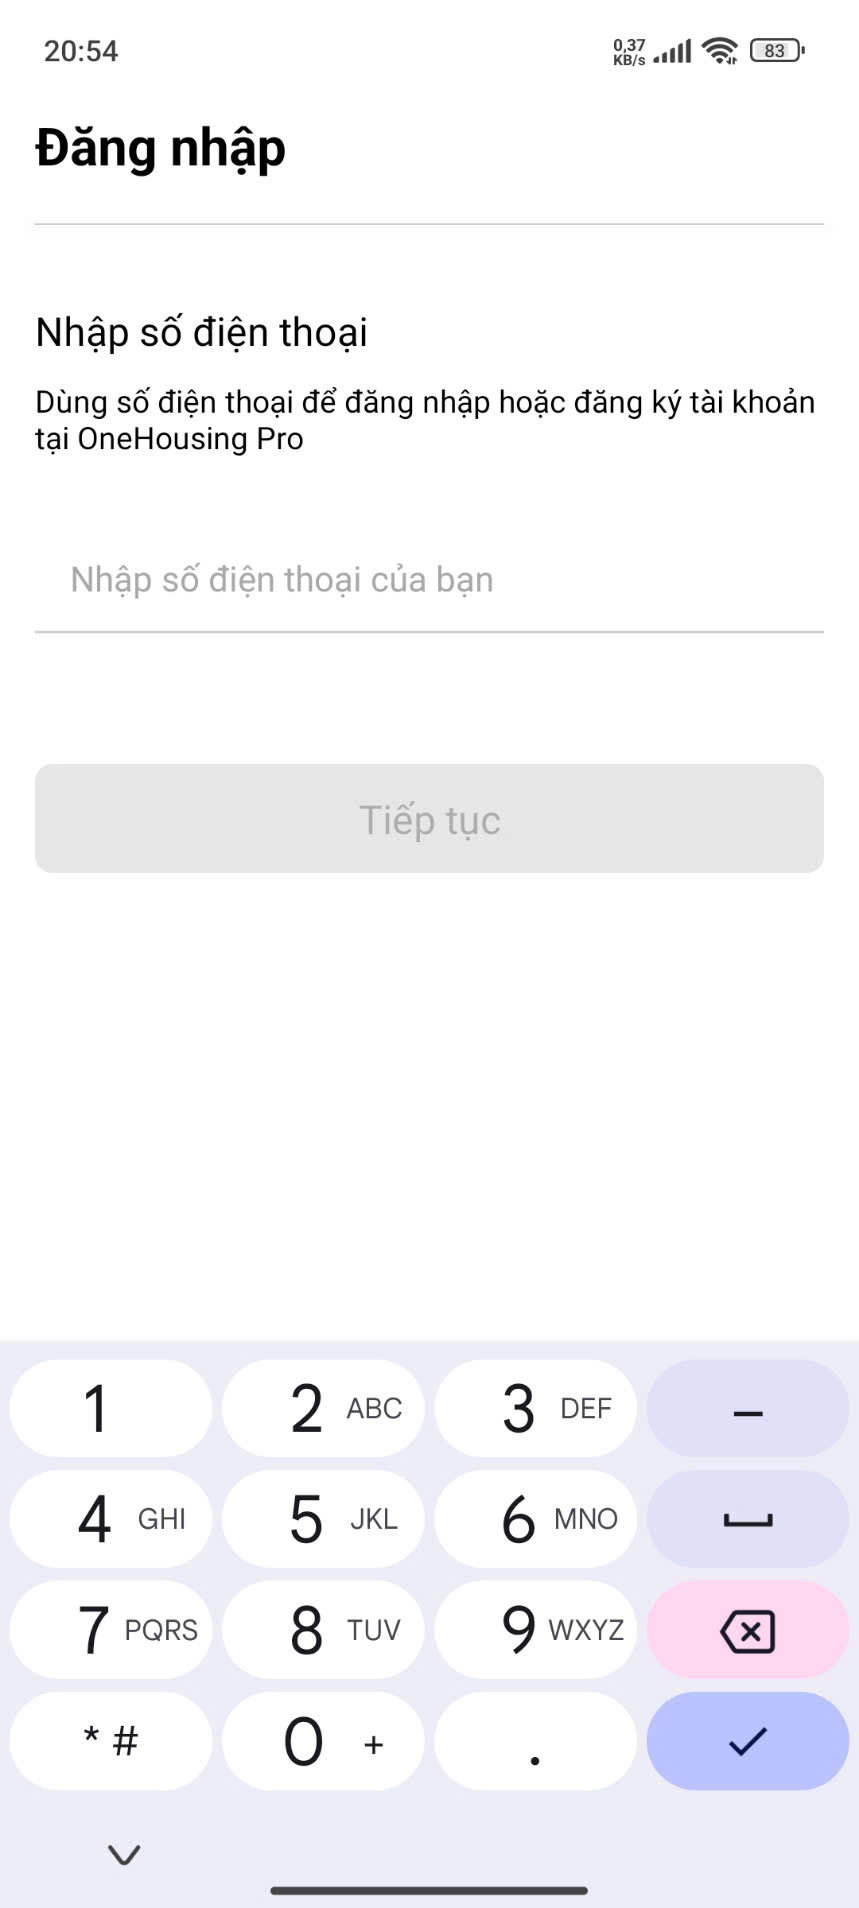 20:54
0,37
KB/s
83
Đăng nhập
Nhập số điện thoại
Dùng số điện thoại để đăng nhập hoặc đăng ký tài khoản
tại OneHousing Pro
Nhập số điện thoại của bạn
Tiếp tục
1 2 ABC 3 DEF –
4 GHI 5 JKL 6 MNO
7 PQRS 8 TUV 9 WXYZ
* # 0 + .